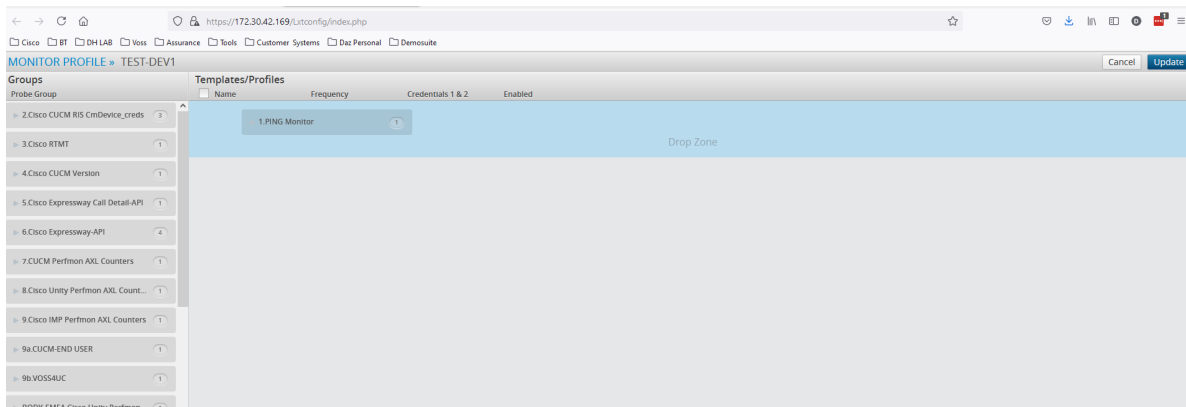 https://172.30.42.169/Lxtconfig/index.php
Cisco BT DH LAB Voss Assurance Tools Customer Systems Daz Personal Demosuite
MONITOR PROFILE » TEST-DEV1 Cancel Update
Groups Templates/Profiles
Probe Group Name Frequency Credentials 1 & 2 Enabled
2.Cisco CUCM RIS CmDevice_creds 3
1.PING Monitor 1
Drop Zone
3.Cisco RTMT 1
4.Cisco CUCM Version 1
5.Cisco Expressway Call Detail-API 1
6.Cisco Expressway-API 4
7.CUCM Perfmon AXL Counters 1
8.Cisco Unity Perfmon AXL Count... 1
9.Cisco IMP Perfmon AXL Counters 1
9a.CUCM-END USER 1
9b.VOSS4UC 1